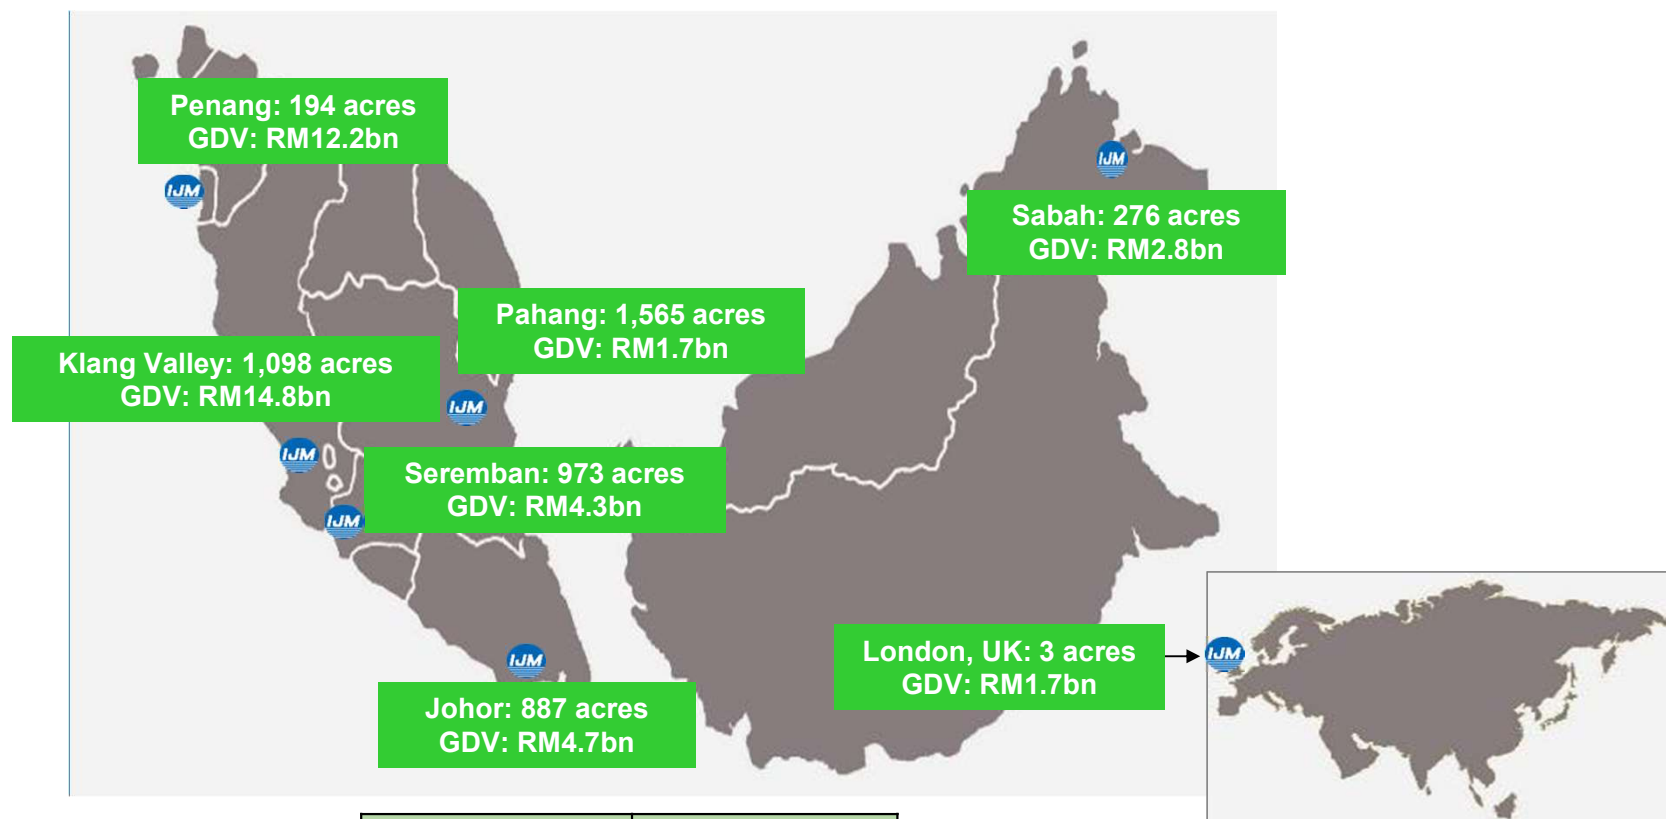 Penang: 194 acres
GDV: RM12.2bn
IJM
IJM
Sabah: 276 acres
GDV: RM2.8bn
Pahang: 1,565 acres
GDV: RM1.7bn
Klang Valley: 1,098 acres
GDV: RM14.8bn
IJM
IJM
Seremban: 973 acres
GDV: RM4.3bn
IJM
London, UK: 3 acres
GDV: RM1.7bn
IJM
IJM
Johor: 887 acres
GDV: RM4.7bn